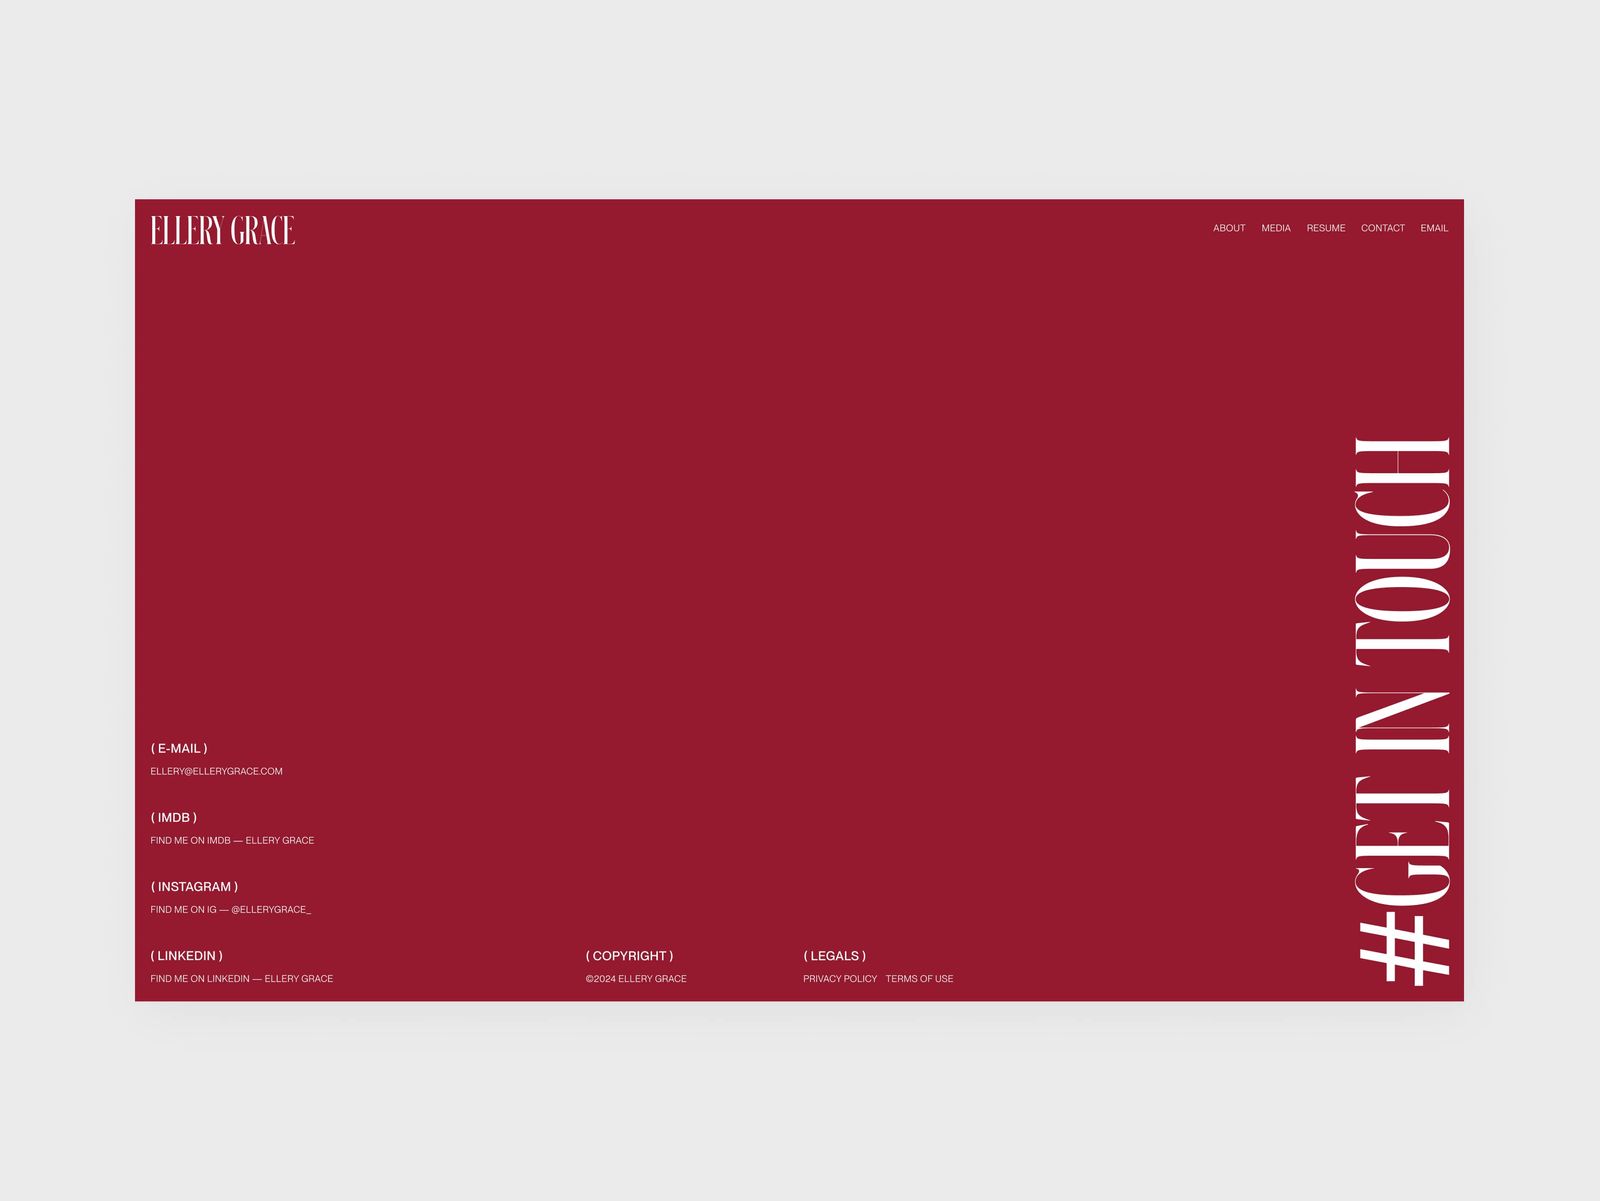 ELLERY GRACE
ABOUT MEDIA RESUME CONTACT EMAIL
#GET IN TOUCH
( E-MAIL )
ELLERY@ELLERYGRACE.COM
( IMDB )
FIND ME ON IMDB — ELLERY GRACE
( INSTAGRAM )
FIND ME ON IG — @ELLERYGRACE_
( LINKEDIN )
FIND ME ON LINKEDIN — ELLERY GRACE
( COPYRIGHT )
©2024 ELLERY GRACE
( LEGALS )
PRIVACY POLICY TERMS OF USE